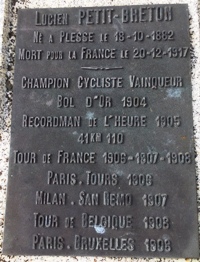 LUCIEN PETIT-BRETON
NÉ A PLESSÉ LE 18-10-1882
MORT POUR LA FRANCE LE 20-12-1917
CHAMPION CYCLISTE VAINQUEUR
BOL D'OR 1904
RECORDMAN DE L'HEURE 1905
41KM 110
TOUR DE FRANCE 1906-1907-1908
PARIS.TOURS 1906
MILAN.SAN REMO 1907
TOUR DE BELGIQUE 1908
PARIS.BRUXELLES 1908